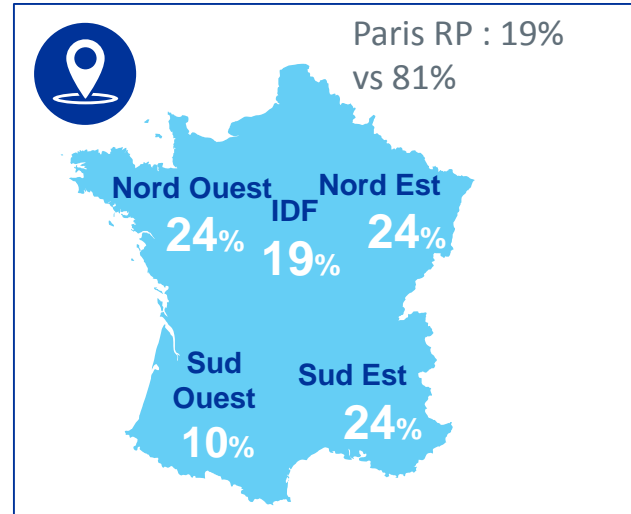 Paris RP : 19%
vs 81%
Nord Ouest
24%
IDF
19%
Nord Est
24%
Sud
Ouest
10%
Sud Est
24%